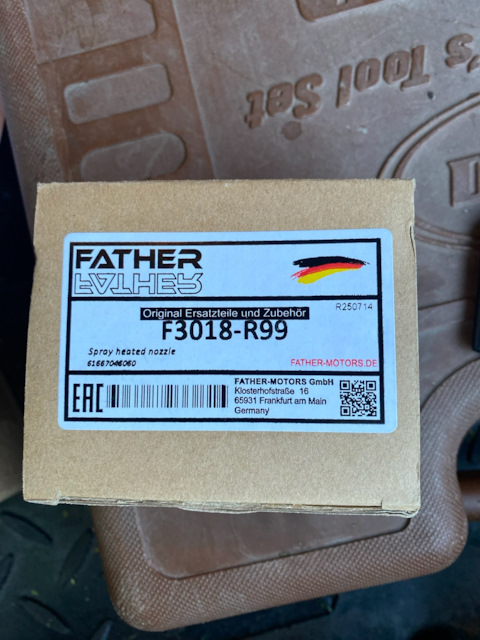 's Tool Set
FATHER
FATHER
R250714
Original Ersatzteile und Zubehör
F3018-R99
Spray heated nozzle
61667046060
FATHER-MOTORS.DE
EAC
FATHER-MOTORS GmbH
Klosterhofstraße 16
65931 Frankfurt am Main
Germany